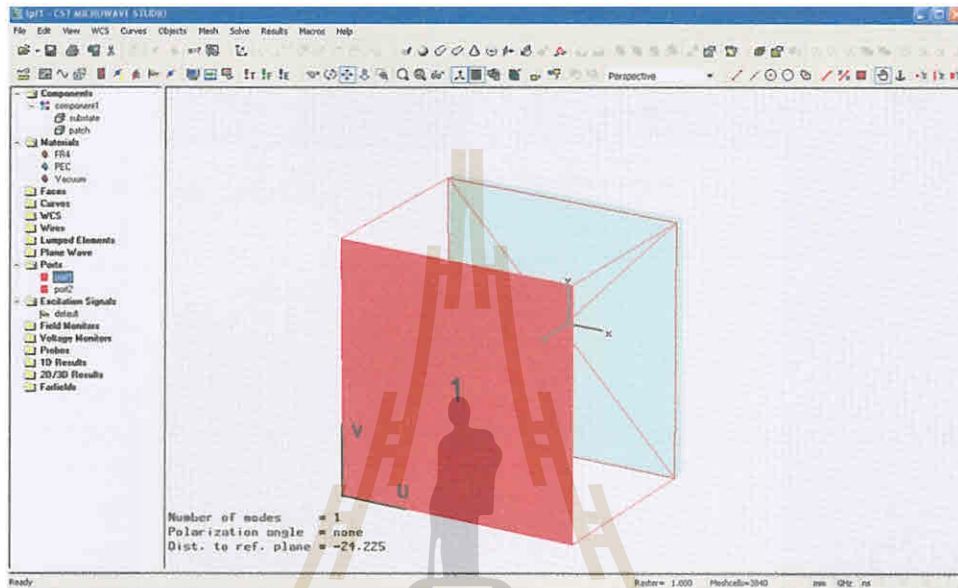 lpf1 - CST MICROWAVE STUDIO
File Edit View WCS Curves Objects Mesh Solve Results Macros Help
Perspective
Components
component1
substate
patch
Materials
FR4
PEC
Vacuum
Faces
Curves
WCS
Wires
Lumped Elements
Plane Wave
Ports
port1
port2
Excitation Signals
default
Field Monitors
Voltage Monitors
Probes
1D Results
2D/3D Results
Farfields
Y
x
1
V
U
Number of modes = 1
Polarization angle = none
Dist. to ref. plane = -24.225
Ready
Raster= 1.000 Meshcells=3840 mm GHz ns